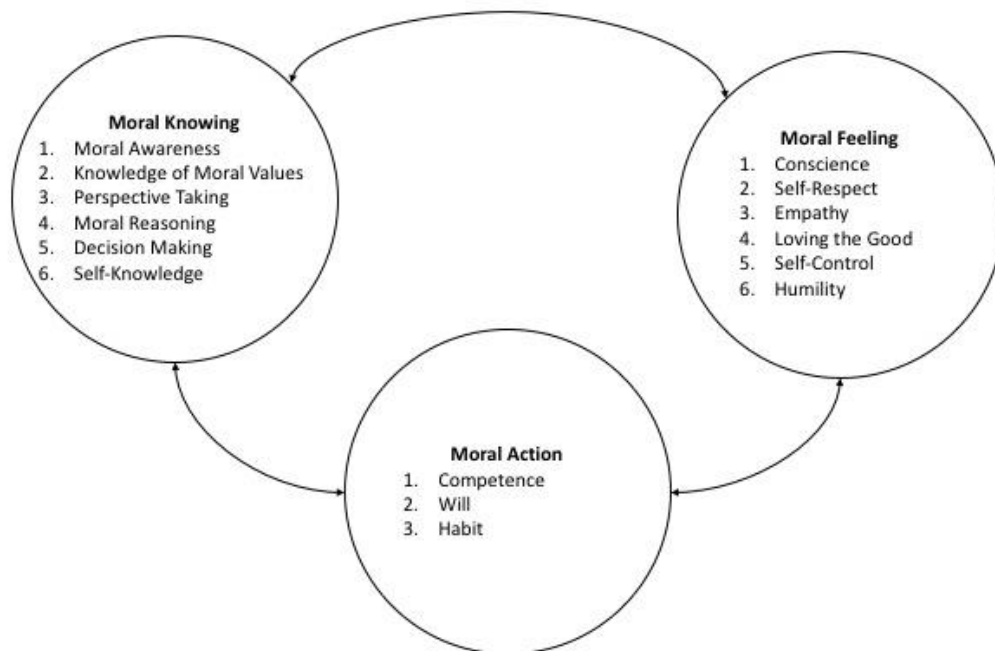 Moral Knowing
1. Moral Awareness
2. Knowledge of Moral Values
3. Perspective Taking
4. Moral Reasoning
5. Decision Making
6. Self-Knowledge
Moral Feeling
1. Conscience
2. Self-Respect
3. Empathy
4. Loving the Good
5. Self-Control
6. Humility
Moral Action
1. Competence
2. Will
3. Habit